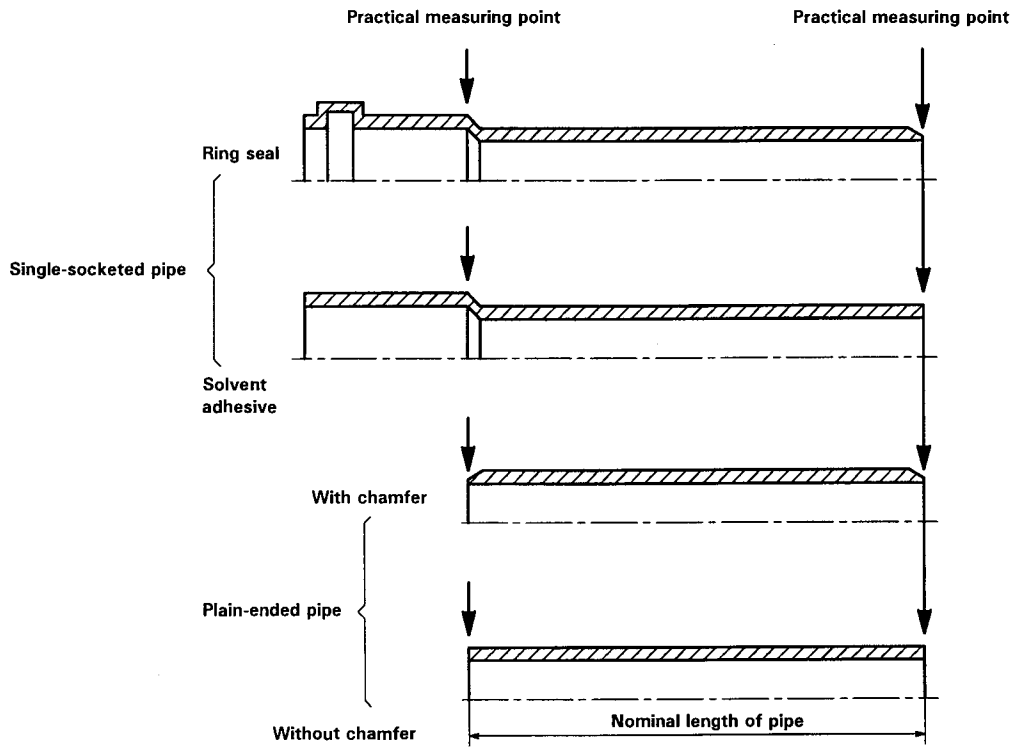 Practical measuring point
Practical measuring point
Ring seal
Single-socketed pipe
Solvent
adhesive
With chamfer
Plain-ended pipe
Without chamfer
Nominal length of pipe